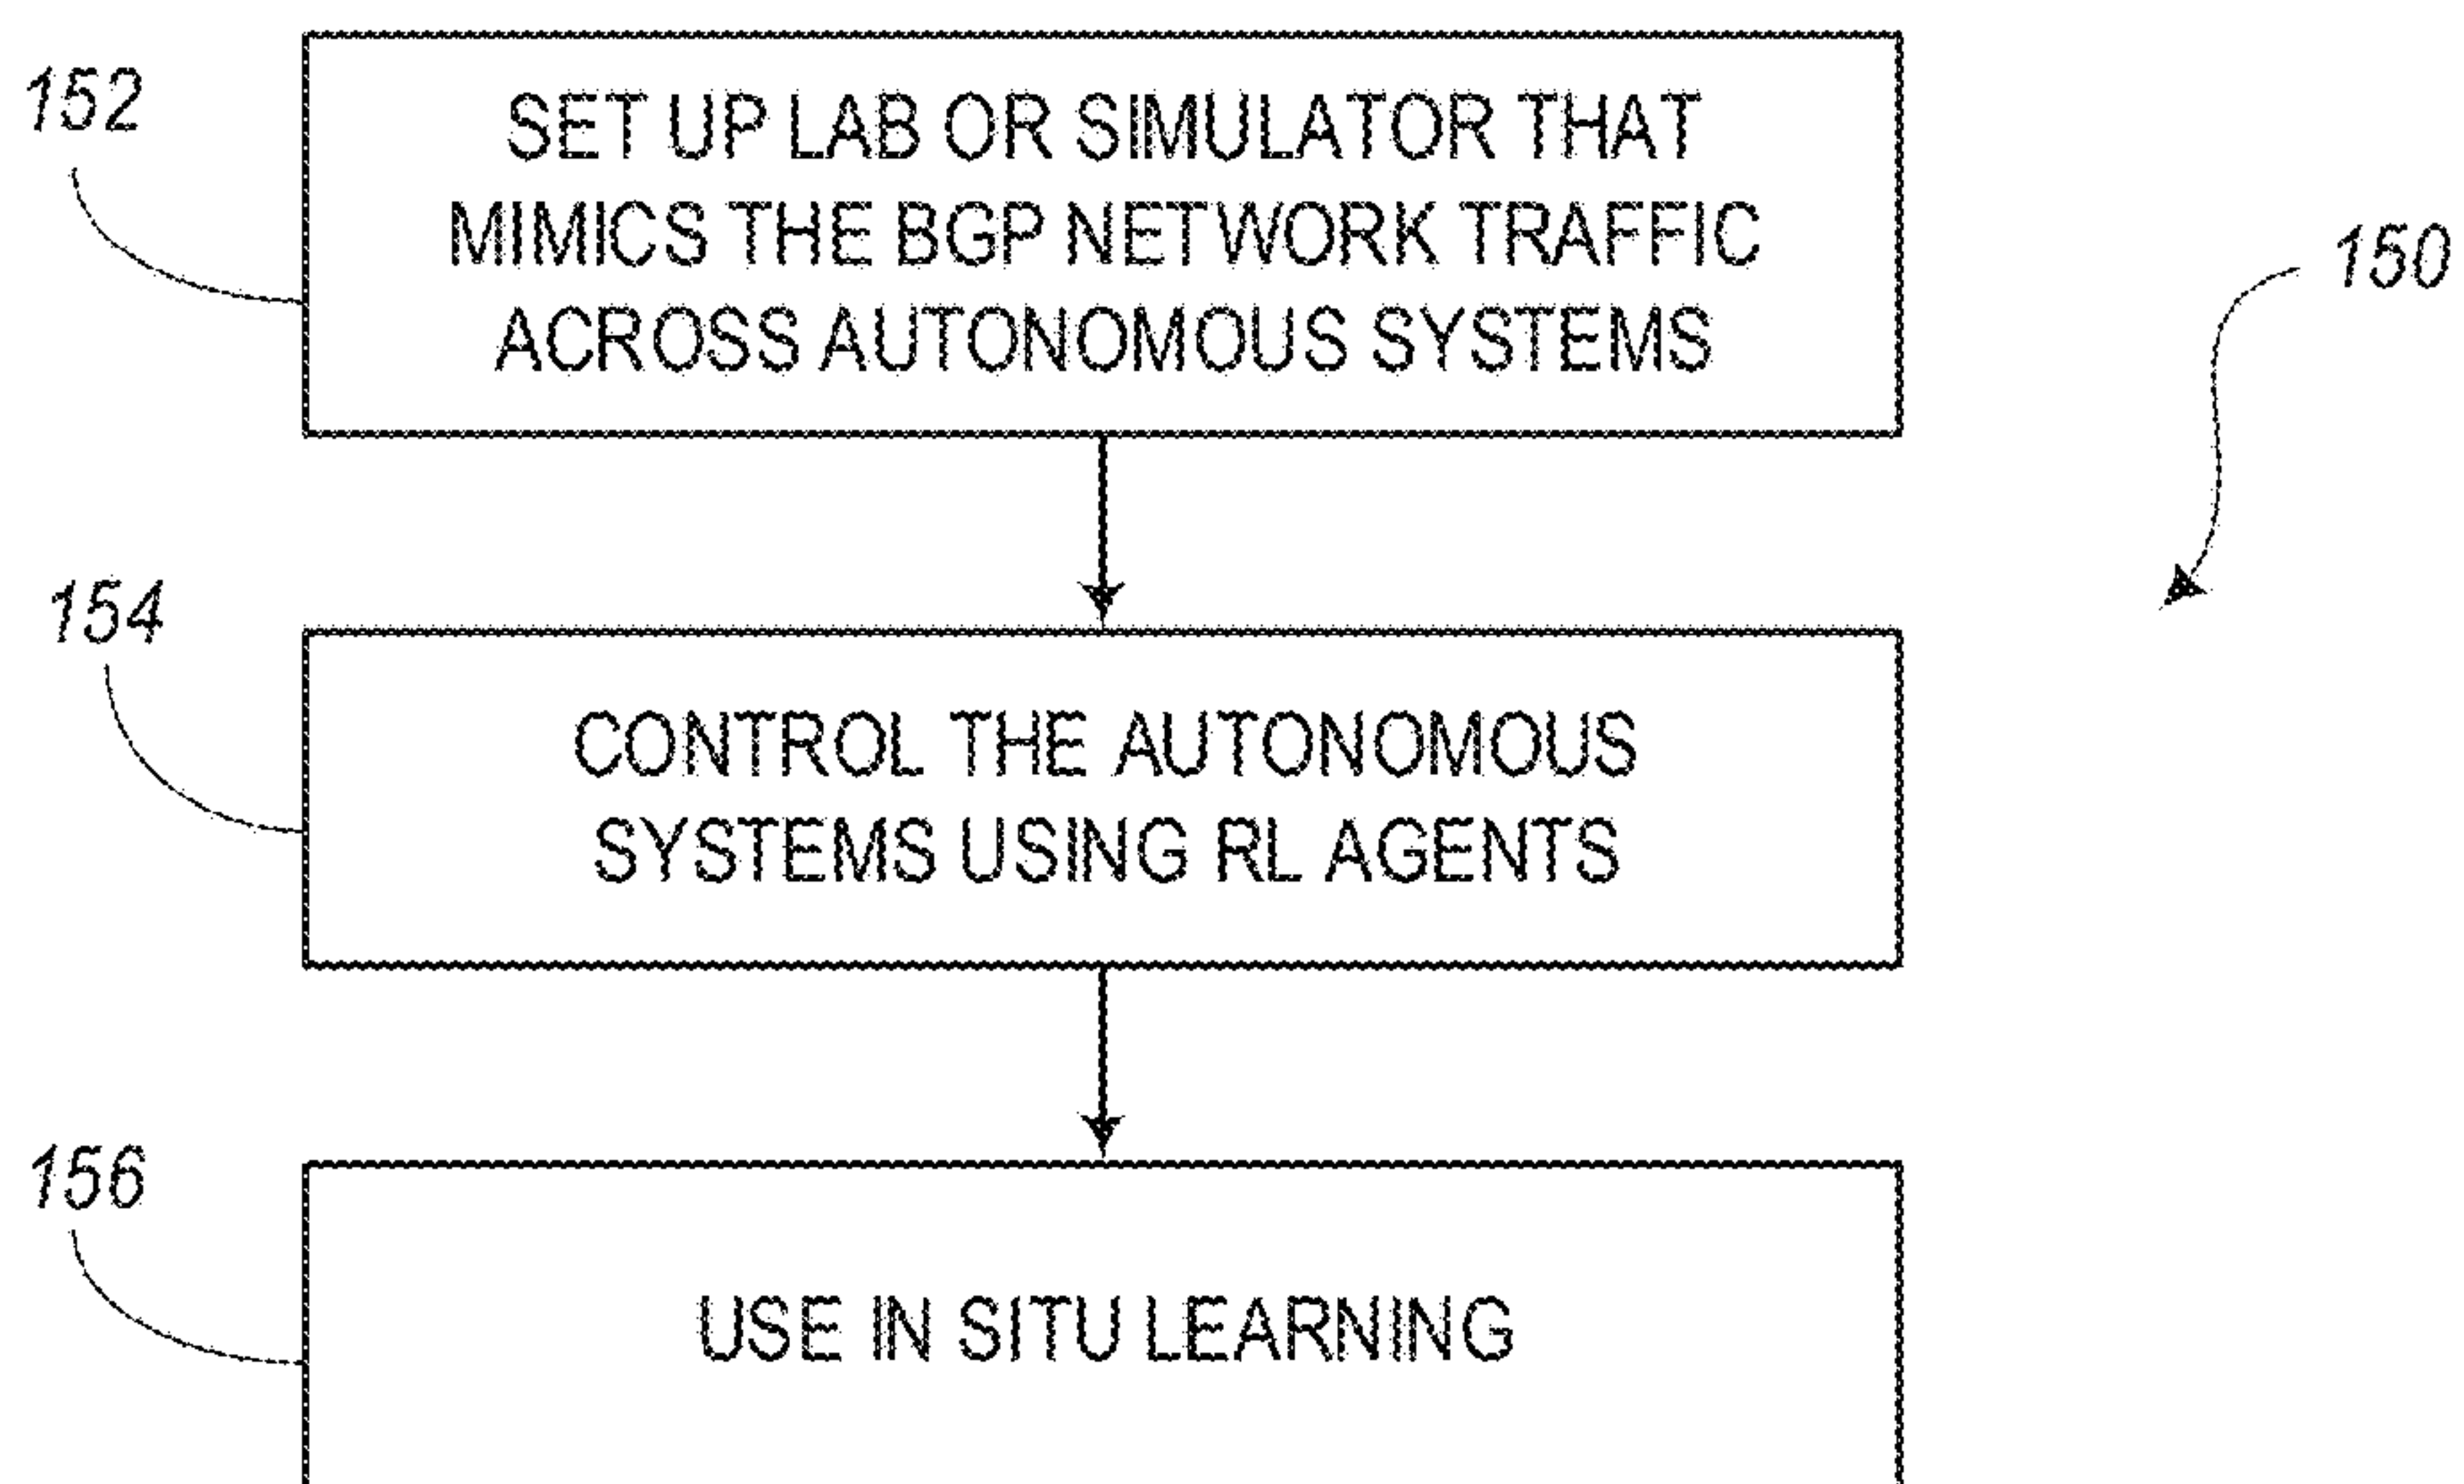 152
SET UP LAB OR SIMULATOR THAT
MIMICS THE BGP NETWORK TRAFFIC
ACROSS AUTONOMOUS SYSTEMS
150
154
CONTROL THE AUTONOMOUS
SYSTEMS USING RL AGENTS
156
USE IN SITU LEARNING